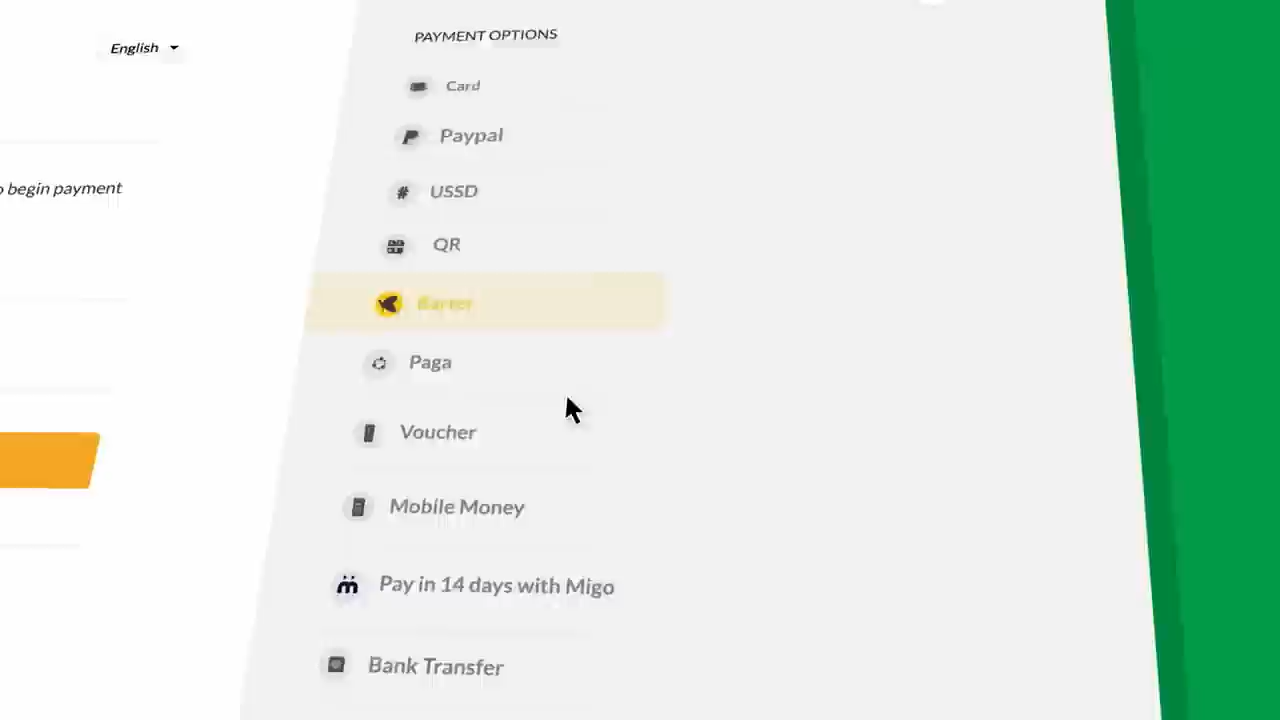 English
PAYMENT OPTIONS
Card
Paypal
begin payment
USSD
QR
Barter
Paga
Voucher
Mobile Money
Pay in 14 days with Migo
Bank Transfer